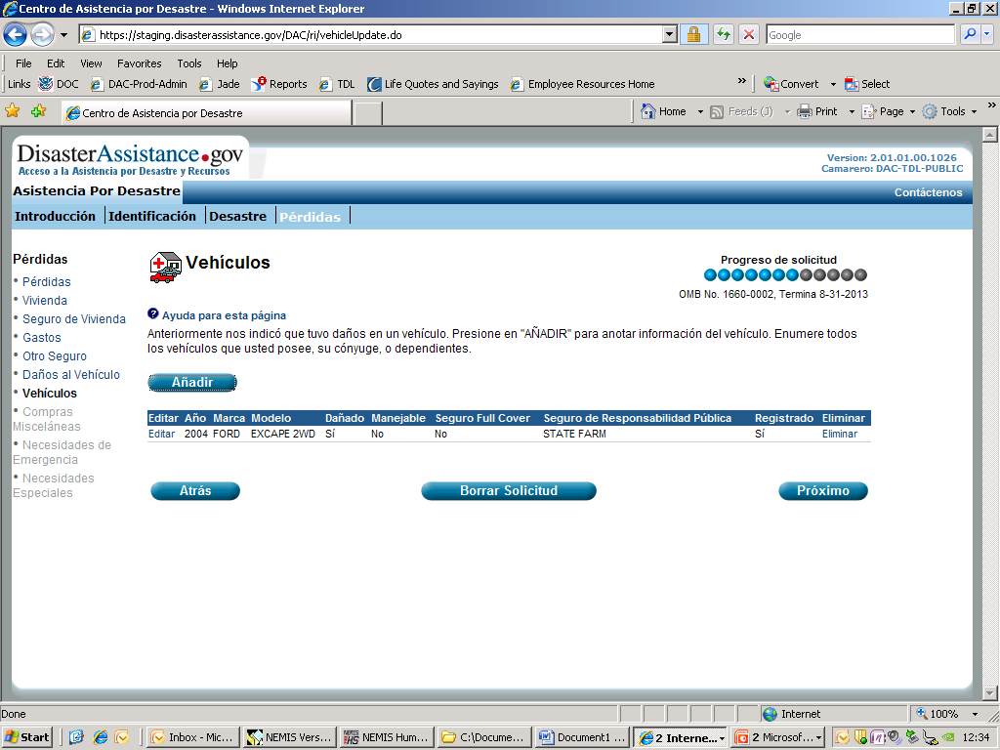 Centro de Asistencia por Desastre - Windows Internet Explorer
https://staging.disasterassistance.gov/DAC/ri/vehicleUpdate.do
Google
File Edit View Favorites Tools Help
Links DOC DAC-Prod-Admin Jade Reports TDL Life Quotes and Sayings Employee Resources Home » Convert Select
Centro de Asistencia por Desastre Home Feeds (J) Print Page Tools »
DisasterAssistance.gov
Acceso a la Asistencia por Desastre y Recursos
Version: 2.01.01.00.1026
Camarero: DAC-TDL-PUBLIC
Asistencia Por Desastre Contáctenos
Introducción Identificación Desastre Pérdidas
Pérdidas
• Pérdidas
• Vivienda
• Seguro de Vivienda
• Gastos
• Otro Seguro
• Daños al Vehículo
• Vehículos
• Compras
Misceláneas
• Necesidades de
Emergencia
• Necesidades
Especiales
Vehículos
Progreso de solicitud
OMB No. 1660-0002, Termina 8-31-2013
? Ayuda para esta página
Anteriormente nos indicó que tuvo daños en un vehículo. Presione en "AÑADIR" para anotar información del vehículo. Enumere todos
los vehículos que usted posee, su cónyuge, o dependientes.
Añadir
Editar Año Marca Modelo Dañado Manejable Seguro Full Cover Seguro de Responsabilidad Pública Registrado Eliminar
Editar 2004 FORD EXCAPE 2WD Sí No No STATE FARM Sí Eliminar
Atrás Borrar Solicitud Próximo
Done Internet 100%
Start Inbox - Mic... NEMIS Vers... NEMIS Hum... C:\Docume... Document1 ... 2 Interne... 2 Microsof... 12:34